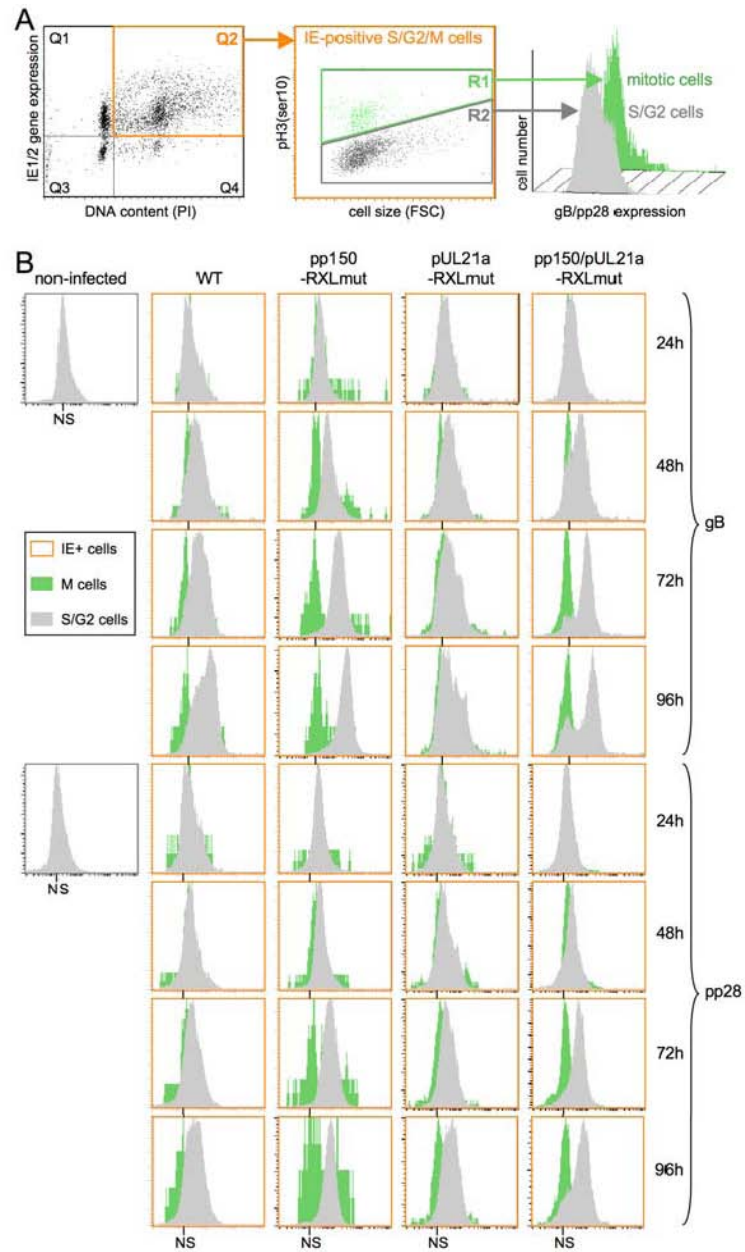 A
Q1
Q2
Q3
Q4
IE1/2 gene expression
DNA content (PI)
IE-positive S/G2/M cells
R1
R2
pH3(ser10)
cell size (FSC)
mitotic cells
S/G2 cells
cell number
gB/pp28 expression
B
non-infected
WT
pp150
-RXLmut
pUL21a
-RXLmut
pp150/pUL21a
-RXLmut
24h
NS
48h
gB
IE+ cells
M cells
S/G2 cells
72h
96h
24h
NS
48h
pp28
72h
96h
NS
NS
NS
NS